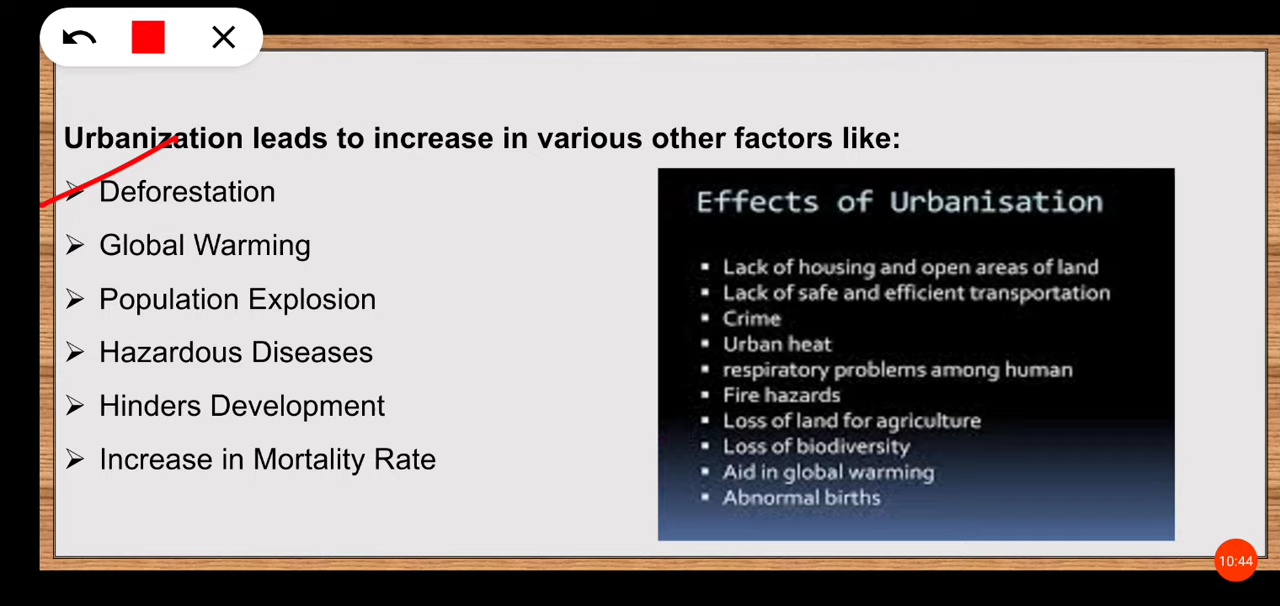 Urbanization leads to increase in various other factors like:
Deforestation
Global Warming
Population Explosion
Hazardous Diseases
Hinders Development
Increase in Mortality Rate
Effects of Urbanisation
Lack of housing and open areas of land
Lack of safe and efficient transportation
Crime
Urban heat
respiratory problems among human
Fire hazards
Loss of land for agriculture
Loss of biodiversity
Aid in global warming
Abnormal births
10:44